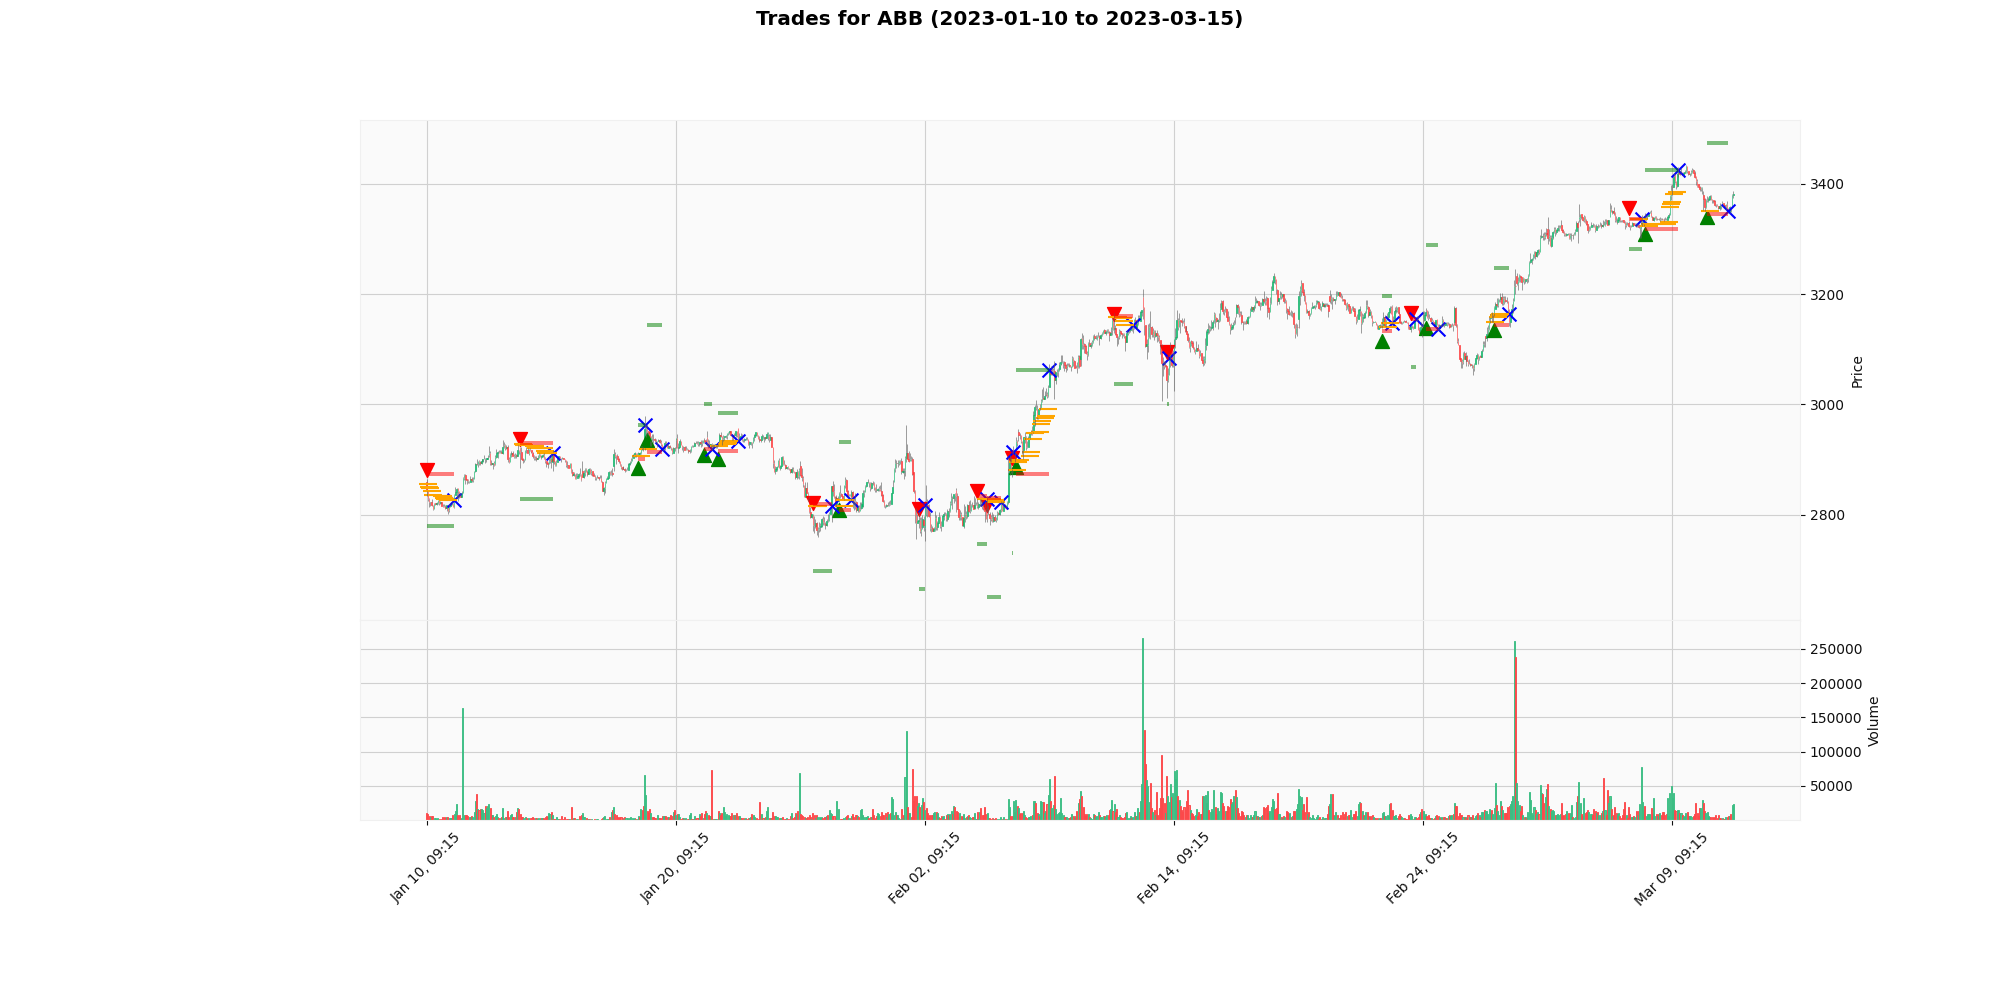 Trades for ABB (2023-01-10 to 2023-03-15)
3400
3200
3000
2800
Price
250000
200000
150000
100000
50000
Volume
Jan 10, 09:15
Jan 20, 09:15
Feb 02, 09:15
Feb 14, 09:15
Feb 24, 09:15
Mar 09, 09:15